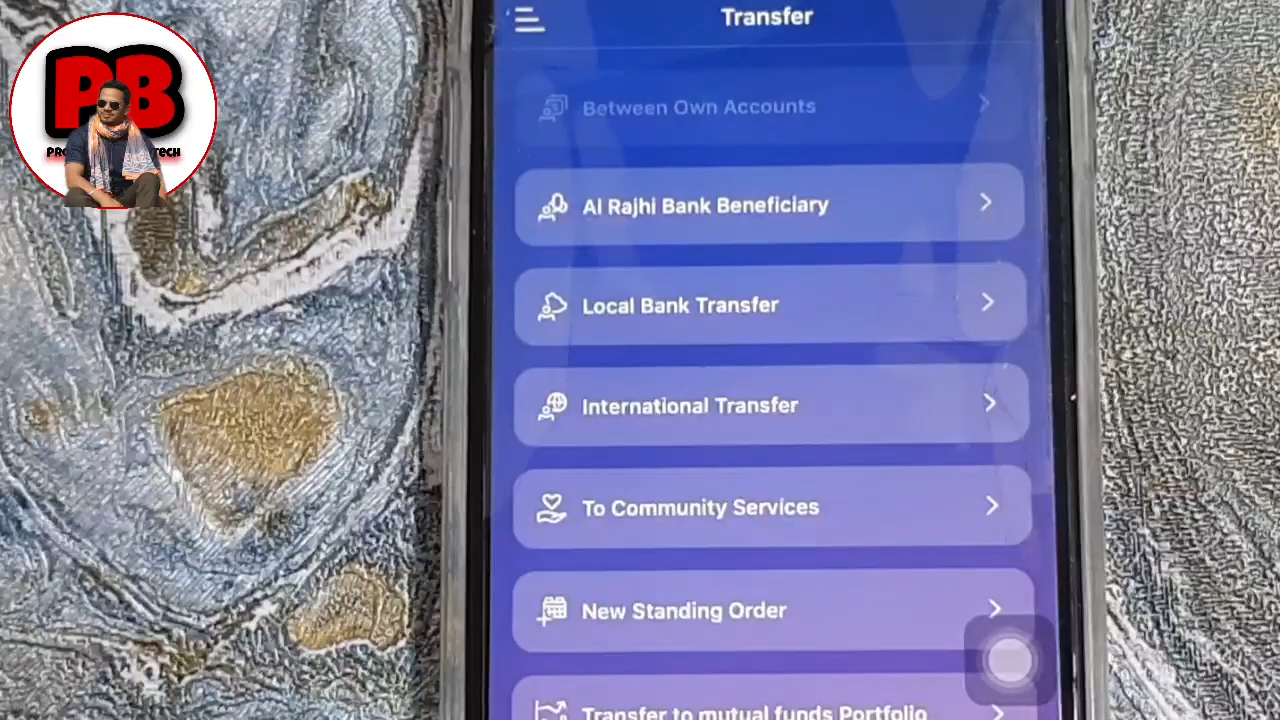 PB
Transfer
Between Own Accounts
Al Rajhi Bank Beneficiary
Local Bank Transfer
International Transfer
To Community Services
New Standing Order
Transfer to mutual funds Portfolio